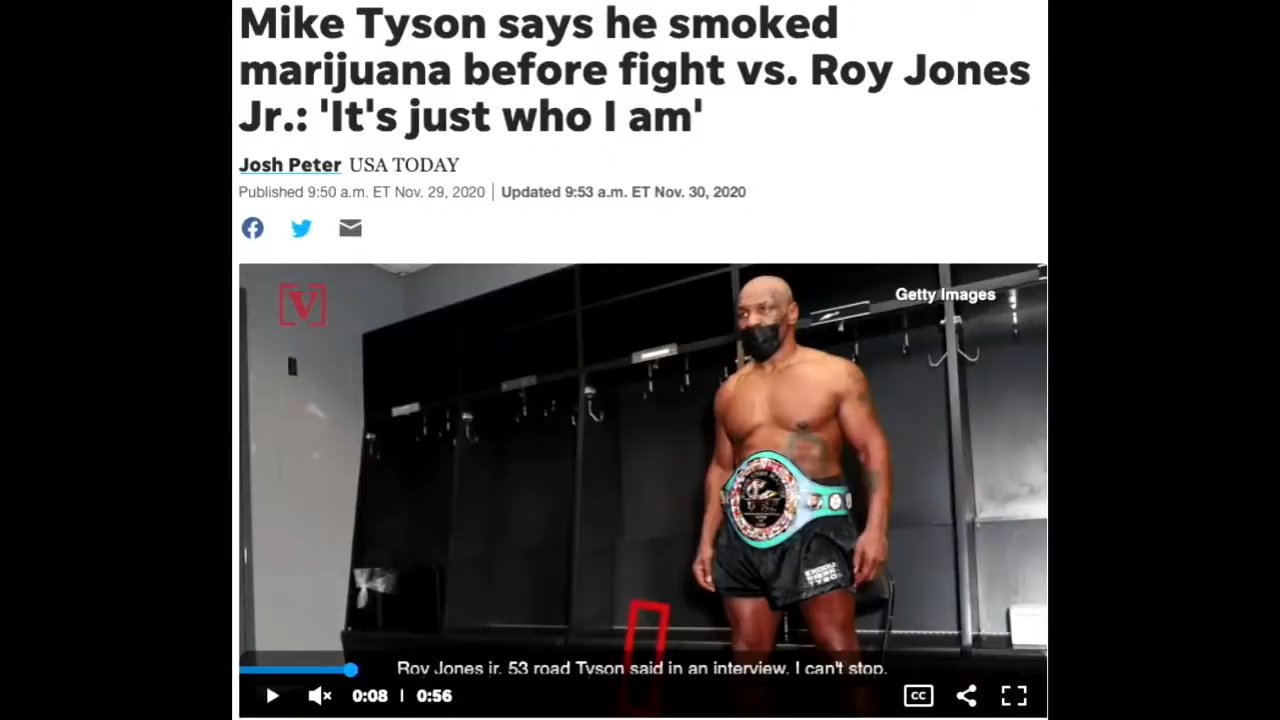 Mike Tyson says he smoked
marijuana before fight vs. Roy Jones
Jr.: 'It's just who I am'
Josh Peter USA TODAY
Published 9:50 a.m. ET Nov. 29, 2020 | Updated 9:53 a.m. ET Nov. 30, 2020
V
Getty Images
TYSON
Roy Jones jr. 53 road Tyson said in an interview. I can't stop.
0:08 | 0:56
CC